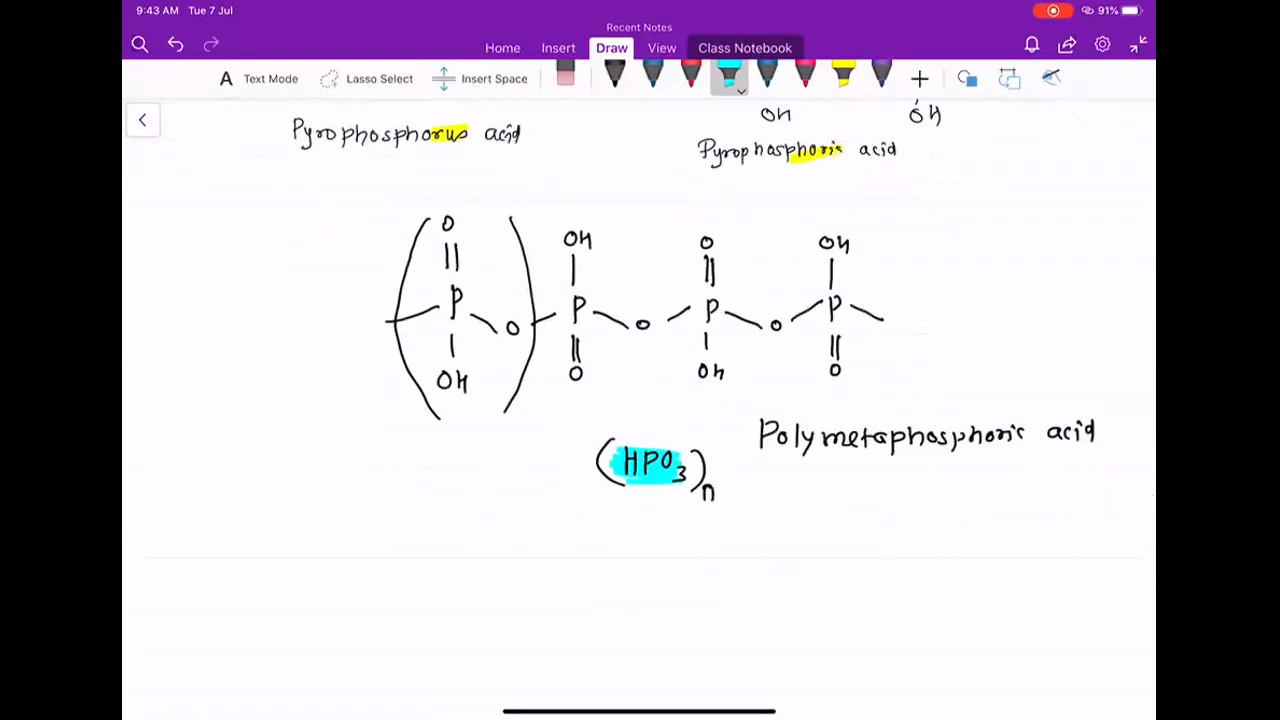 9:43 AM Tue 7 Jul
91%
Recent Notes
Home Insert Draw View Class Notebook
A Text Mode Lasso Select Insert Space
OH OH
Pyrophosphorus acid
Pyrophosphoric acid
O OH O OH
P P P P
O O O
OH O OH O
Polymetaphosphoric acid
(HPO3)n